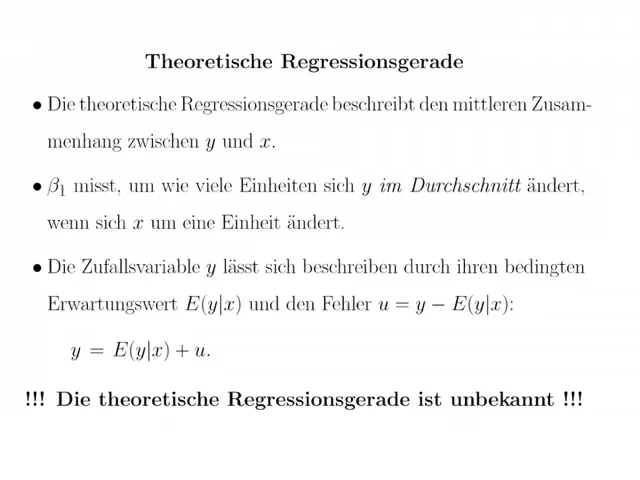 Theoretische Regressionsgerade
• Die theoretische Regressionsgerade beschreibt den mittleren Zusam-
menhang zwischen y und x.
• β₁ misst, um wie viele Einheiten sich y im Durchschnitt ändert,
wenn sich x um eine Einheit ändert.
• Die Zufallsvariable y lässt sich beschreiben durch ihren bedingten
Erwartungswert E(y|x) und den Fehler u = y − E(y|x):
y = E(y|x) + u.
!!! Die theoretische Regressionsgerade ist unbekannt !!!